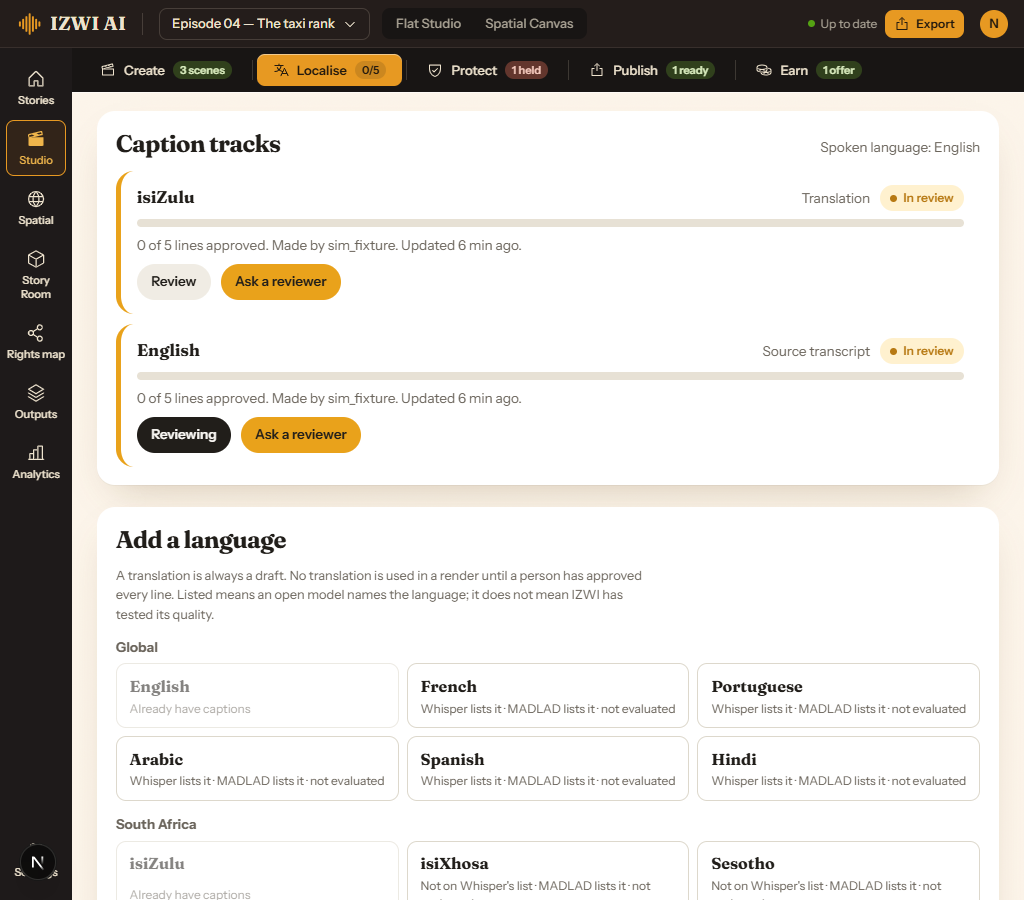 IZWI AI
Episode 04 — The taxi rank
Flat Studio
Spatial Canvas
Up to date
Export
N
Create 3 scenes
Localise 0/5
Protect 1 held
Publish 1 ready
Earn 1 offer
Stories
Studio
Spatial
Story
Room
Rights map
Outputs
Analytics
N
Caption tracks
Spoken language: English
isiZulu
Translation
In review
0 of 5 lines approved. Made by sim_fixture. Updated 6 min ago.
Review
Ask a reviewer
English
Source transcript
In review
0 of 5 lines approved. Made by sim_fixture. Updated 6 min ago.
Reviewing
Ask a reviewer
Add a language
A translation is always a draft. No translation is used in a render until a person has approved
every line. Listed means an open model names the language; it does not mean IZWI has
tested its quality.
Global
English
Already have captions
French
Whisper lists it · MADLAD lists it · not evaluated
Portuguese
Whisper lists it · MADLAD lists it · not evaluated
Arabic
Whisper lists it · MADLAD lists it · not evaluated
Spanish
Whisper lists it · MADLAD lists it · not evaluated
Hindi
Whisper lists it · MADLAD lists it · not evaluated
South Africa
isiZulu
Already have captions
isiXhosa
Not on Whisper's list · MADLAD lists it · not
Sesotho
Not on Whisper's list · MADLAD lists it · not